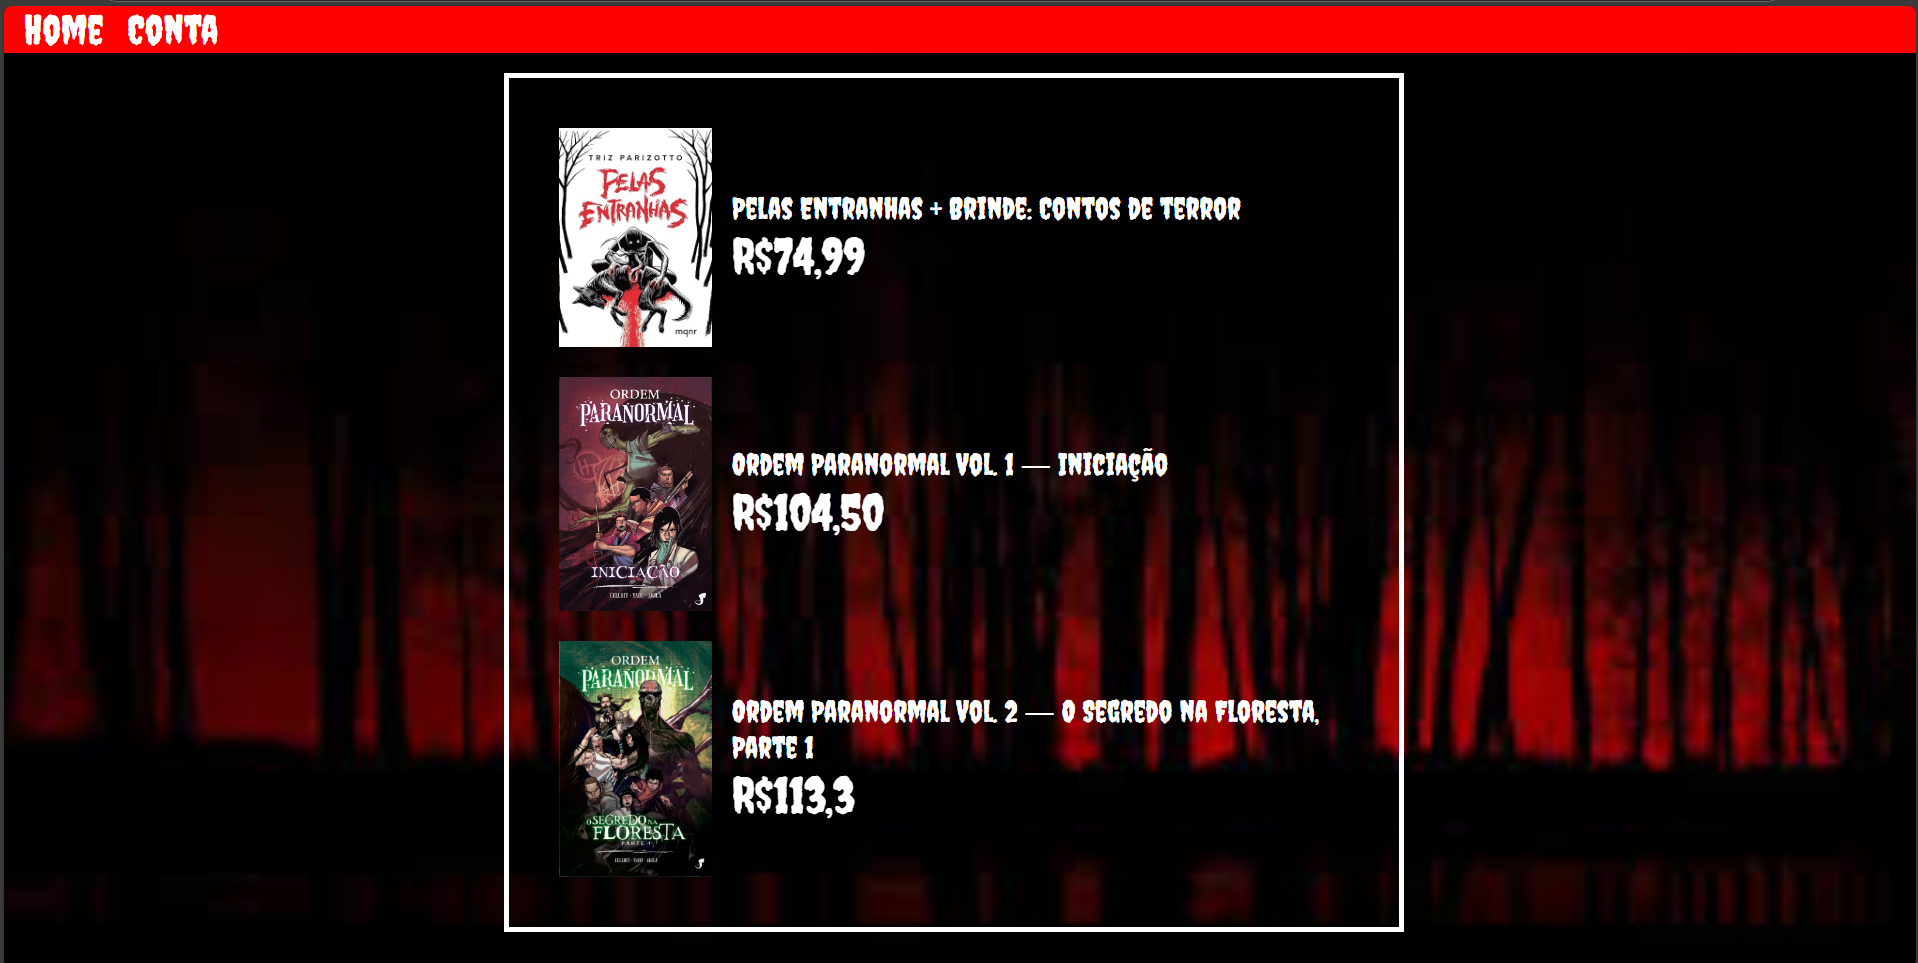 HOME CONTA
TRIZ PARIZOTTO
PELAS
ENTRANHAS
mqnr
PELAS ENTRANHAS + BRINDE: CONTOS DE TERROR
R$74,99
ORDEM
PARANORMAL
INICIAÇÃO
ORDEM PARANORMAL VOL. 1 — INICIAÇÃO
R$104,50
ORDEM
PARANORMAL
O SEGREDO NA
FLORESTA
PARTE 1
ORDEM PARANORMAL VOL. 2 — O SEGREDO NA FLORESTA,
PARTE 1
R$113,3